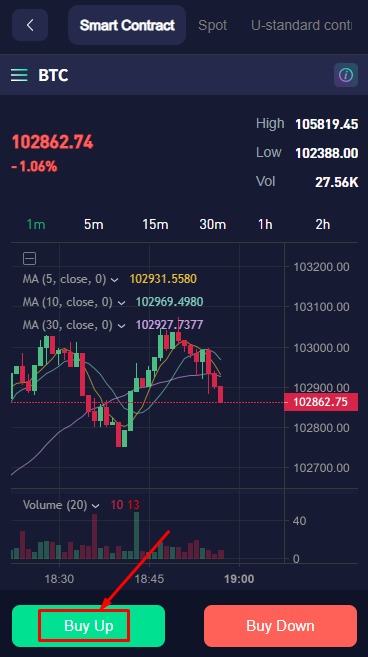 Smart Contract Spot U-standard cont
BTC
102862.74
-1.06%
High 105819.45
Low 102388.00
Vol 27.56K
1m 5m 15m 30m 1h 2h
MA (5, close, 0) 102931.5580
MA (10, close, 0) 102969.4980
MA (30, close, 0) 102927.7377
103200.00
103100.00
103000.00
102900.00
102862.75
102800.00
102700.00
Volume (20) 10 13
40
0
18:30 18:45 19:00
Buy Up Buy Down